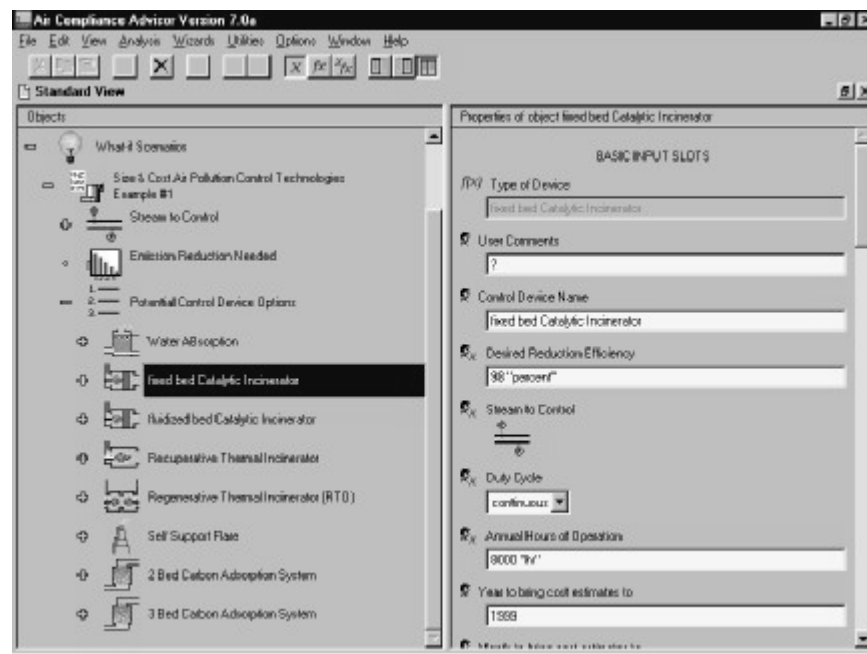 Air Compliance Advisor Version 7.0a
File Edit View Analysis Wizards Utilities Options Window Help
Standard View
Objects
What-if Scenarios
Size & Cost Air Pollution Control Technologies
Example #1
Stream to Control
Emission Reduction Needed
Potential Control Device Options
Water ABsorption
fixed bed Catalytic Incinerator
fluidized bed Catalytic Incinerator
Recuperative Thermal Incinerator
Regenerative Thermal Incinerator (RTO)
Self Support Flare
2 Bed Carbon Adsorption System
3 Bed Carbon Adsorption System
Properties of object fixed bed Catalytic Incinerator
BASIC INPUT SLOTS
f(x) Type of Device
fixed bed Catalytic Incinerator
User Comments
?
Control Device Name
fixed bed Catalytic Incinerator
Desired Reduction Efficiency
98 "percent"
Stream to Control
Duty Cycle
continuous
Annual Hours of Operation
8000 "hr"
Year to bring cost estimates to
1999